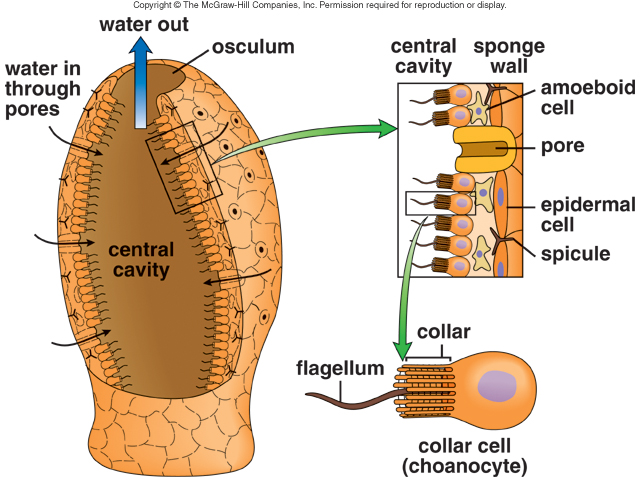 Copyright © The McGraw-Hill Companies, Inc. Permission required for reproduction or display.
water out
osculum
water in
through
pores
central
cavity
central
cavity
sponge
wall
amoeboid
cell
pore
epidermal
cell
spicule
collar
flagellum
collar cell
(choanocyte)